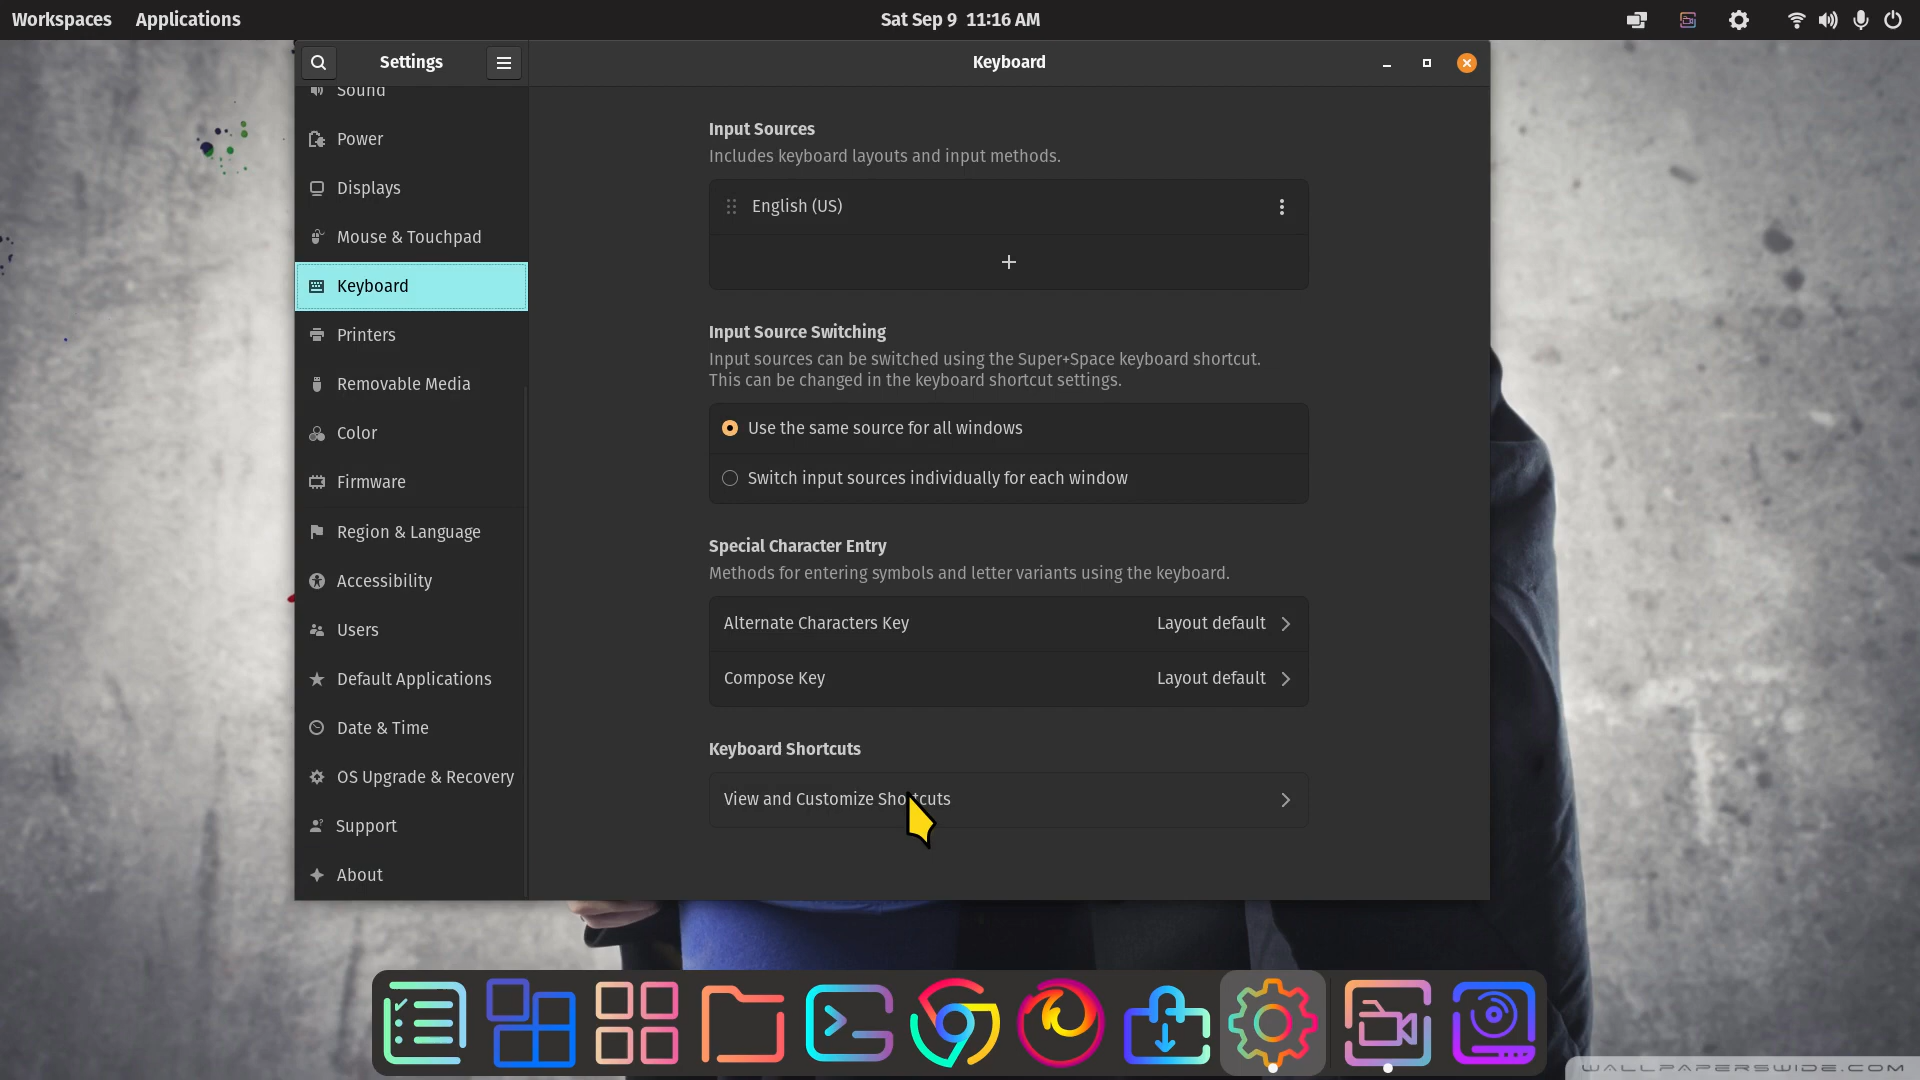 Workspaces
Applications
Sat Sep 9 11:16 AM
Settings
Keyboard
Sound
Power
Displays
Mouse & Touchpad
Keyboard
Printers
Removable Media
Color
Firmware
Region & Language
Accessibility
Users
Default Applications
Date & Time
OS Upgrade & Recovery
Support
About
Input Sources
Includes keyboard layouts and input methods.
English (US)
Input Source Switching
Input sources can be switched using the Super+Space keyboard shortcut.
This can be changed in the keyboard shortcut settings.
Use the same source for all windows
Switch input sources individually for each window
Special Character Entry
Methods for entering symbols and letter variants using the keyboard.
Alternate Characters Key
Layout default
Compose Key
Layout default
Keyboard Shortcuts
View and Customize Shortcuts
WALLPAPERSWIDE.COM